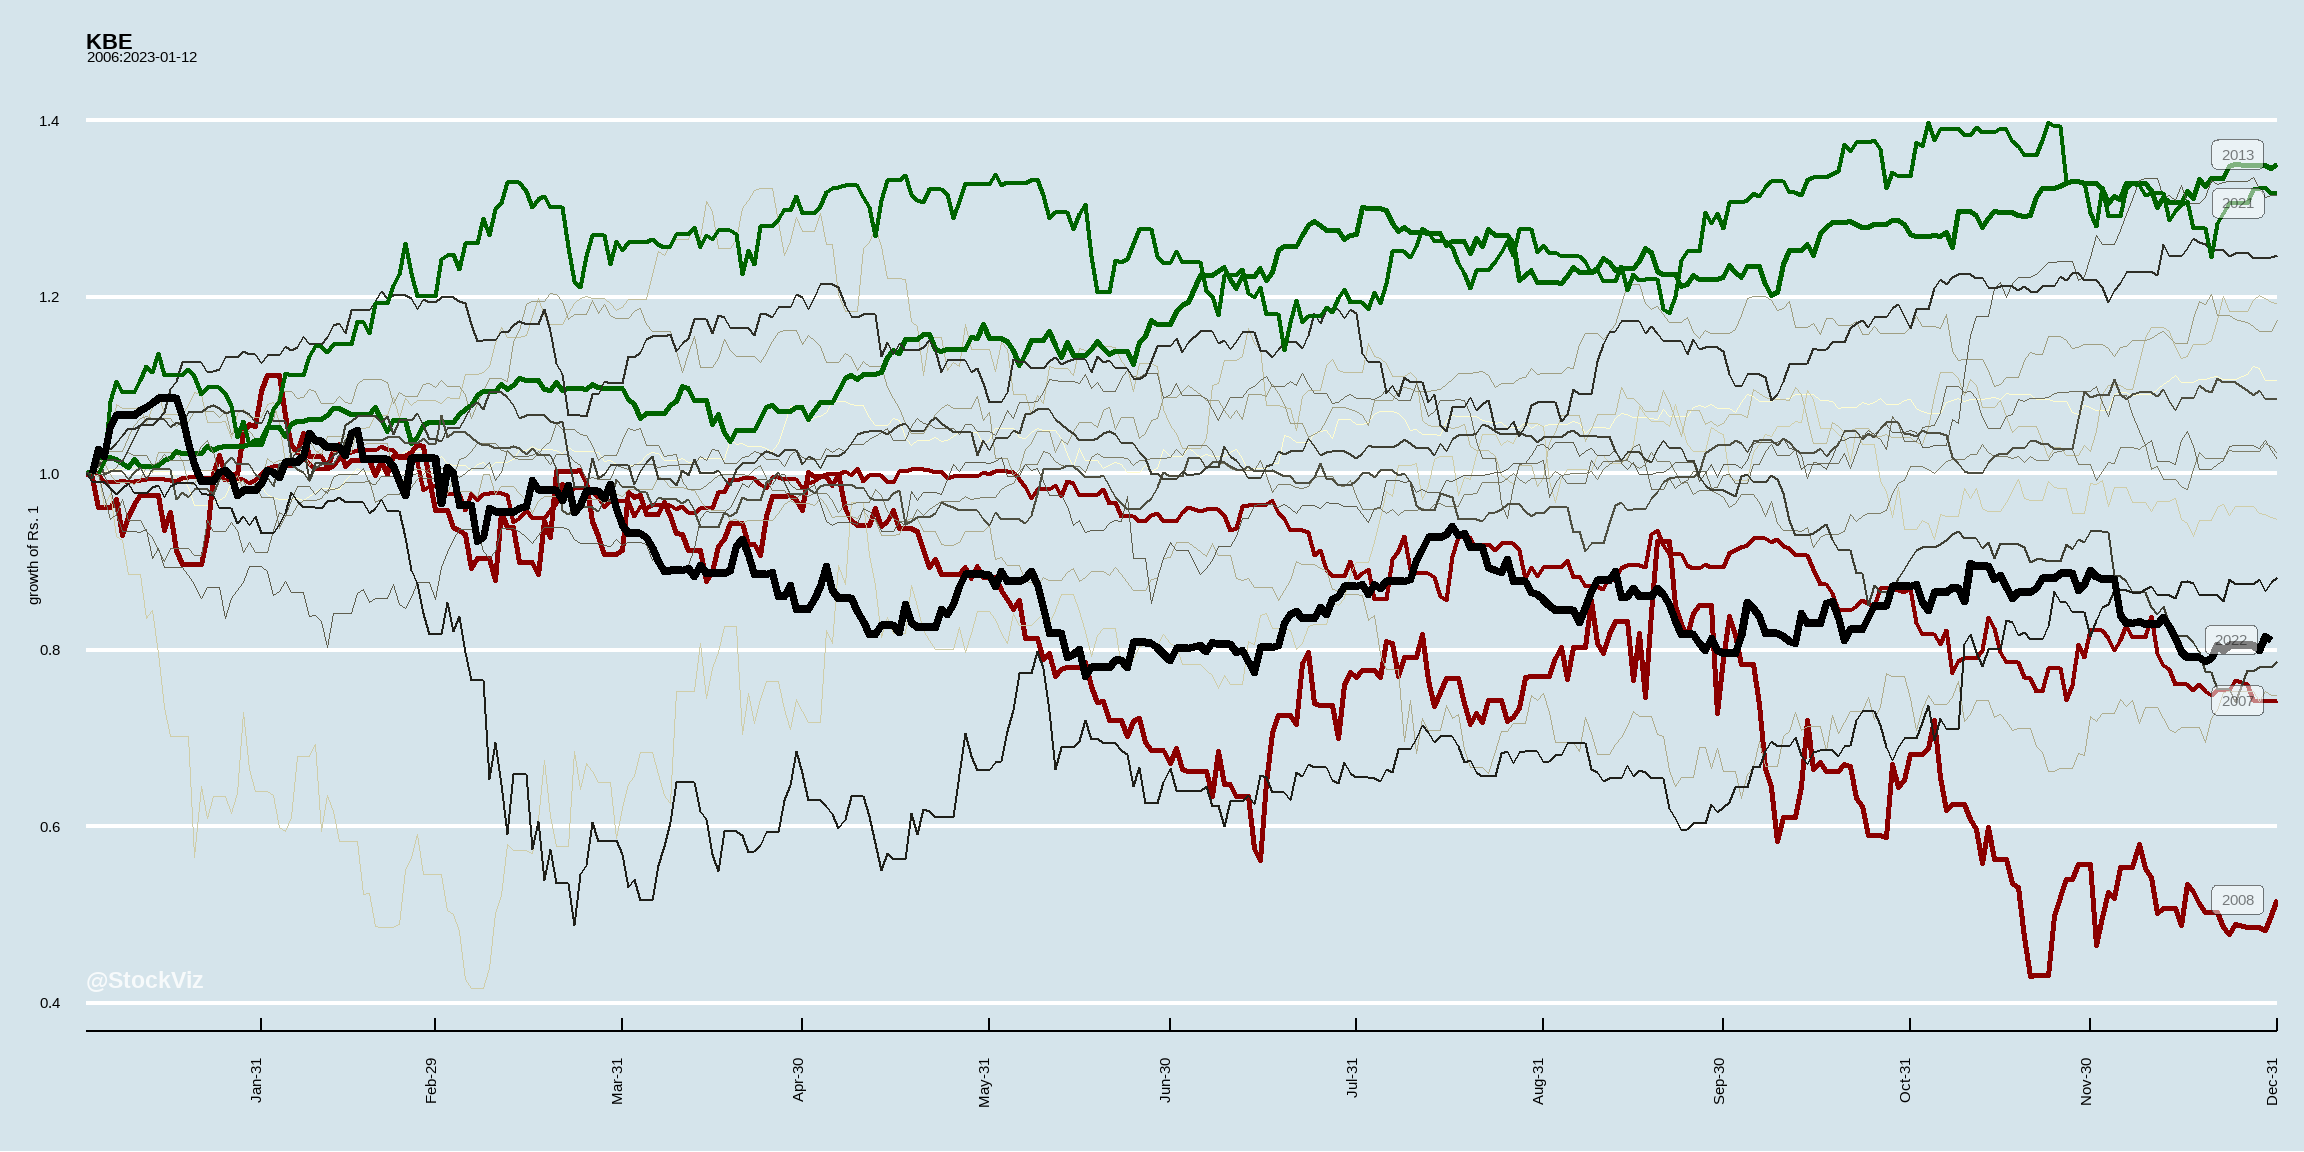 KBE
2006:2023-01-12
growth of Rs. 1
1.4
1.2
1.0
0.8
0.6
0.4
2013
2021
2022
2007
2008
@StockViz
Jan-31
Feb-29
Mar-31
Apr-30
May-31
Jun-30
Jul-31
Aug-31
Sep-30
Oct-31
Nov-30
Dec-31